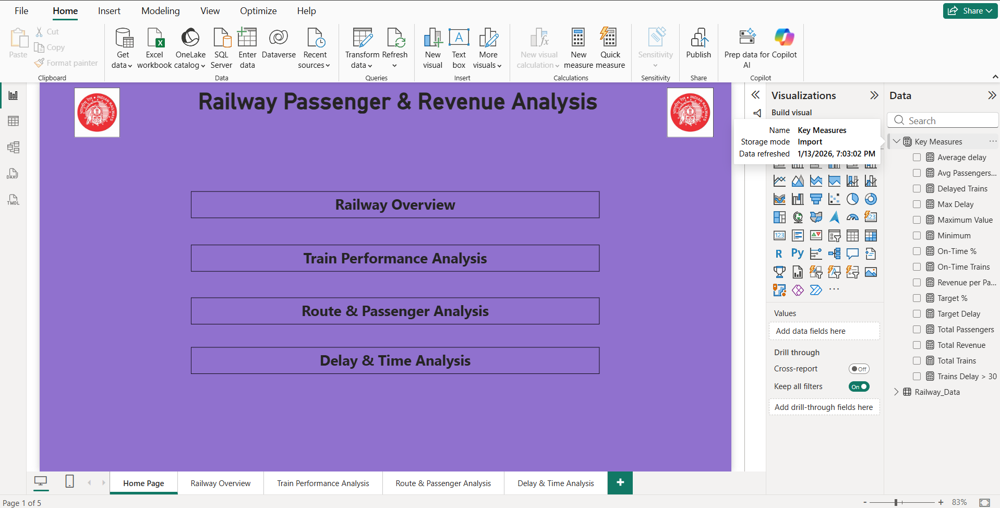 File
Home
Insert
Modeling
View
Optimize
Help
Share
Paste
Cut
Copy
Format painter
Clipboard
Get data
Excel workbook
OneLake catalog
SQL Server
Enter data
Dataverse
Recent sources
Data
Transform data
Refresh
Queries
New visual
Text box
More visuals
Insert
New visual calculation
New measure
Quick measure
Calculations
Sensitivity
Sensitivity
Publish
Share
Prep data for AI
Copilot
Copilot
DAX
TMDL
Railway Passenger & Revenue Analysis
INDIAN RAILWAYS
INDIAN RAILWAYS
Railway Overview
Train Performance Analysis
Route & Passenger Analysis
Delay & Time Analysis
Visualizations
Build visual
Name Key Measures
Storage mode Import
Data refreshed 1/13/2026, 7:03:02 PM
123
123
R
Py
Values
Add data fields here
Drill through
Cross-report
Off
Keep all filters
On
Add drill-through fields here
Data
Search
Key Measures
Average delay
Avg Passengers...
Delayed Trains
Max Delay
Maximum Value
Minimum
On-Time %
On-Time Trains
Revenue per Pa...
Target %
Target Delay
Total Passengers
Total Revenue
Total Trains
Trains Delay > 30
Railway_Data
Home Page
Railway Overview
Train Performance Analysis
Route & Passenger Analysis
Delay & Time Analysis
Page 1 of 5
83%